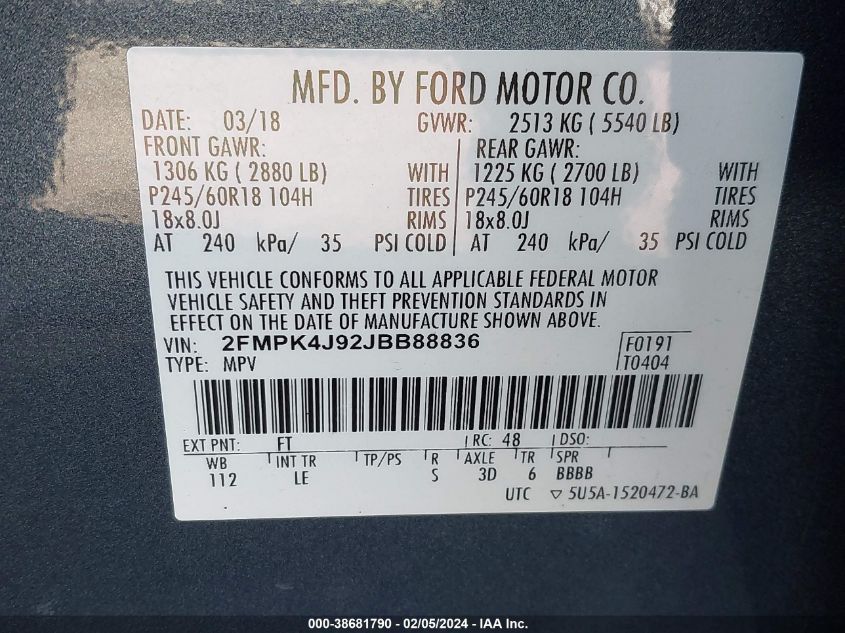 MFD. BY FORD MOTOR CO.
DATE: 03/18 GVWR: 2513 KG ( 5540 LB)
FRONT GAWR: REAR GAWR:
1306 KG ( 2880 LB) WITH 1225 KG ( 2700 LB) WITH
P245/60R18 104H TIRES P245/60R18 104H TIRES
18x8.0J RIMS 18x8.0J RIMS
AT 240 kPa/ 35 PSI COLD AT 240 kPa/ 35 PSI COLD
THIS VEHICLE CONFORMS TO ALL APPLICABLE FEDERAL MOTOR
VEHICLE SAFETY AND THEFT PREVENTION STANDARDS IN
EFFECT ON THE DATE OF MANUFACTURE SHOWN ABOVE.
VIN: 2FMPK4J92JBB88836 F0191
TYPE: MPV T0404
EXT PNT: FT RC: 48 DSO:
WB INT TR TP/PS R AXLE TR SPR
112 LE S 3D 6 BBBB
UTC ▽ 5U5A-1520472-BA
000-38681790 - 02/05/2024 - IAA Inc.